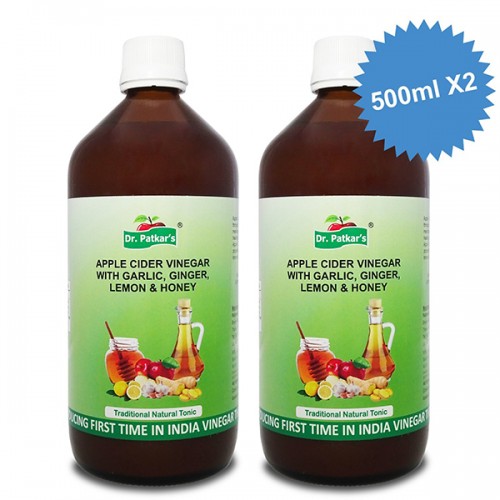 500ml X2
Dr. Patkar's ®
APPLE CIDER VINEGAR
WITH GARLIC, GINGER,
LEMON & HONEY
Traditional Natural Tonic
UCING FIRST TIME IN INDIA VINEGAR
Dr. Patkar's ®
APPLE CIDER VINEGAR
WITH GARLIC, GINGER,
LEMON & HONEY
Traditional Natural Tonic
UCING FIRST TIME IN INDIA VINEGAR